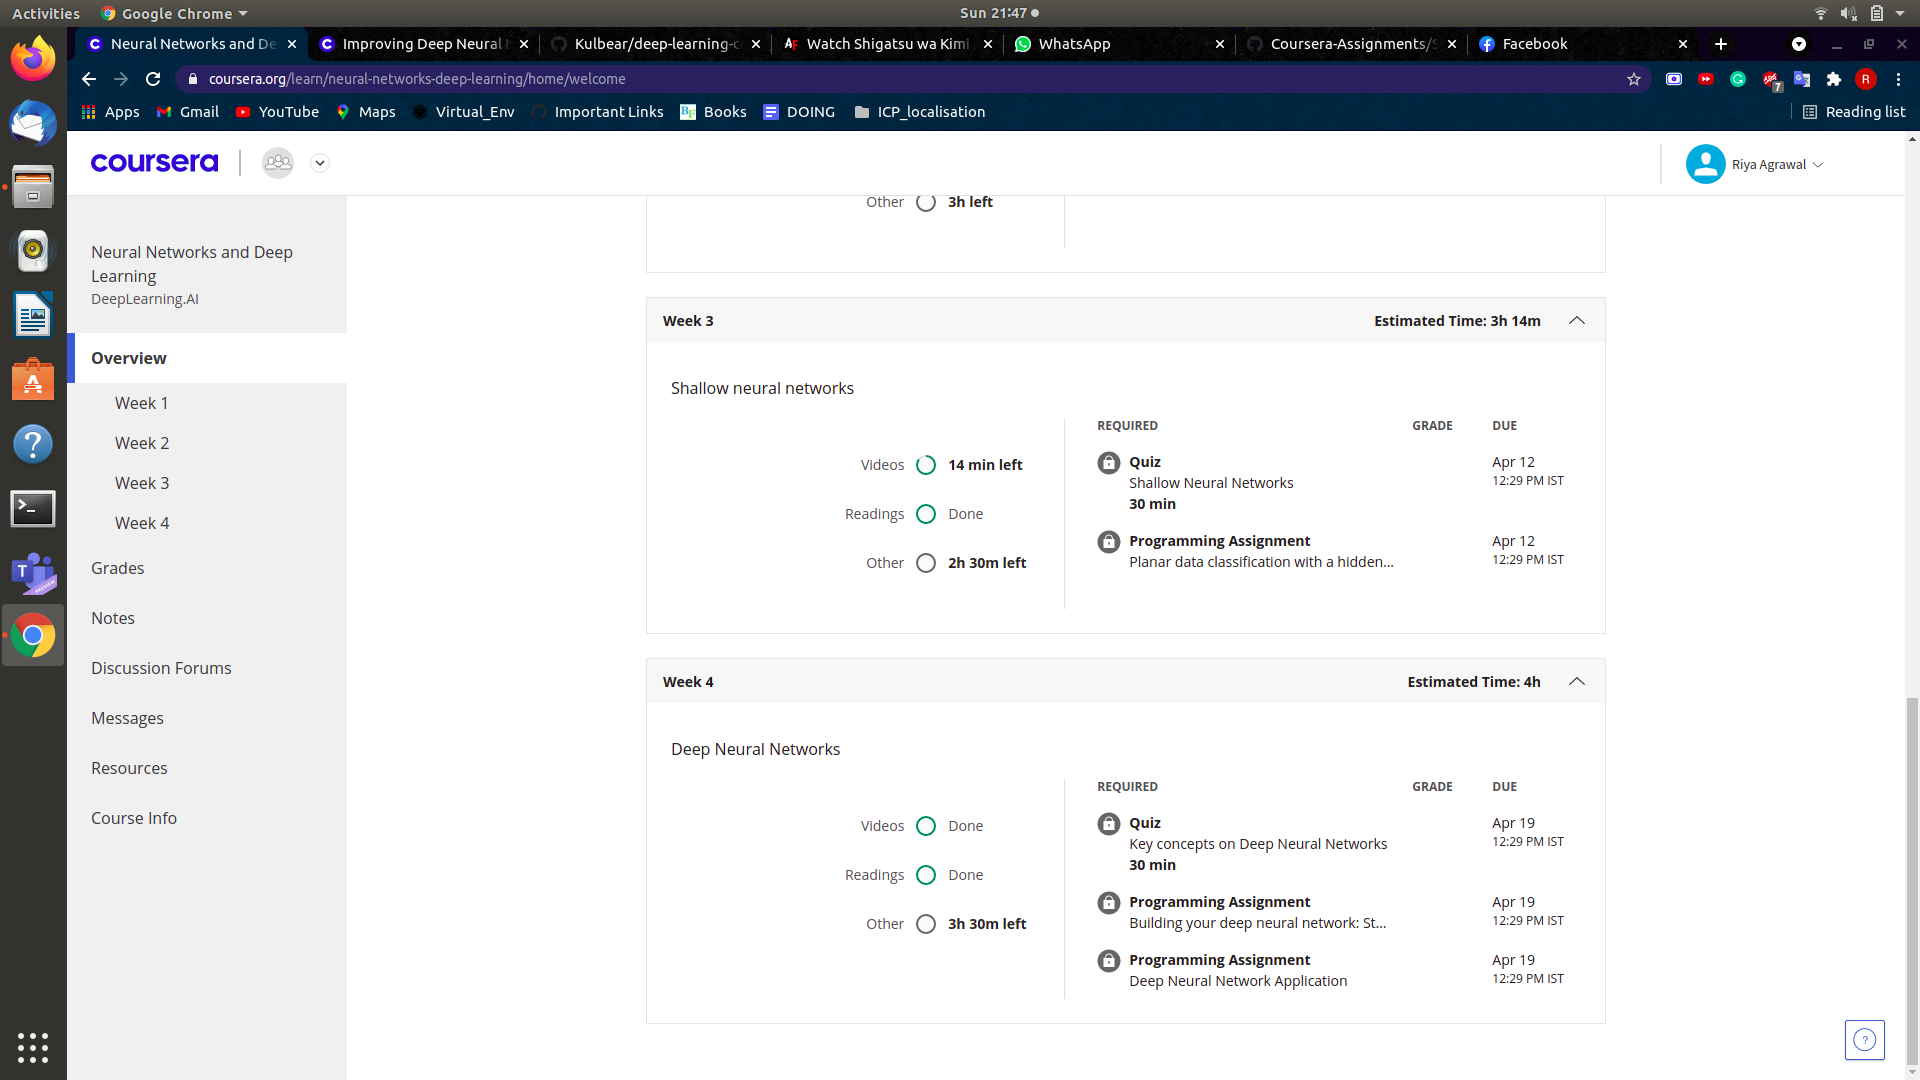 Activities
Google Chrome
Sun 21:47
Neural Networks and De
Improving Deep Neural
Kulbear/deep-learning-c
Watch Shigatsu wa Kimi
WhatsApp
Coursera-Assignments/S
Facebook
coursera.org/learn/neural-networks-deep-learning/home/welcome
7
R
Apps
Gmail
YouTube
Maps
Virtual_Env
Important Links
Books
DOING
ICP_localisation
Reading list
coursera
Riya Agrawal
Neural Networks and Deep
Learning
DeepLearning.AI
Overview
Week 1
Week 2
Week 3
Week 4
Grades
Notes
Discussion Forums
Messages
Resources
Course Info
Other 3h left
Week 3 Estimated Time: 3h 14m
Shallow neural networks
Videos 14 min left
Readings Done
Other 2h 30m left
REQUIRED GRADE DUE
Quiz Apr 12
Shallow Neural Networks 12:29 PM IST
30 min
Programming Assignment Apr 12
Planar data classification with a hidden... 12:29 PM IST
Week 4 Estimated Time: 4h
Deep Neural Networks
Videos Done
Readings Done
Other 3h 30m left
REQUIRED GRADE DUE
Quiz Apr 19
Key concepts on Deep Neural Networks 12:29 PM IST
30 min
Programming Assignment Apr 19
Building your deep neural network: St... 12:29 PM IST
Programming Assignment Apr 19
Deep Neural Network Application 12:29 PM IST